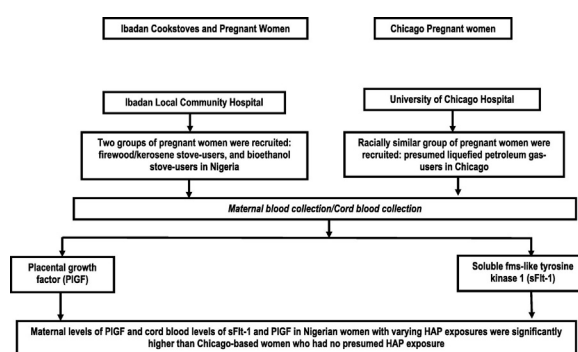 Ibadan Cookstoves and Pregnant Women
Chicago Pregnant women
Ibadan Local Community Hospital
University of Chicago Hospital
Two groups of pregnant women were recruited:
firewood/kerosene stove-users, and bioethanol
stove-users in Nigeria
Racially similar group of pregnant women were
recruited: presumed liquefied petroleum gas-
users in Chicago
Maternal blood collection/Cord blood collection
Placental growth
factor (PlGF)
Soluble fms-like tyrosine
kinase 1 (sFlt-1)
Maternal levels of PlGF and cord blood levels of sFlt-1 and PlGF in Nigerian women with varying HAP exposures were significantly
higher than Chicago-based women who had no presumed HAP exposure